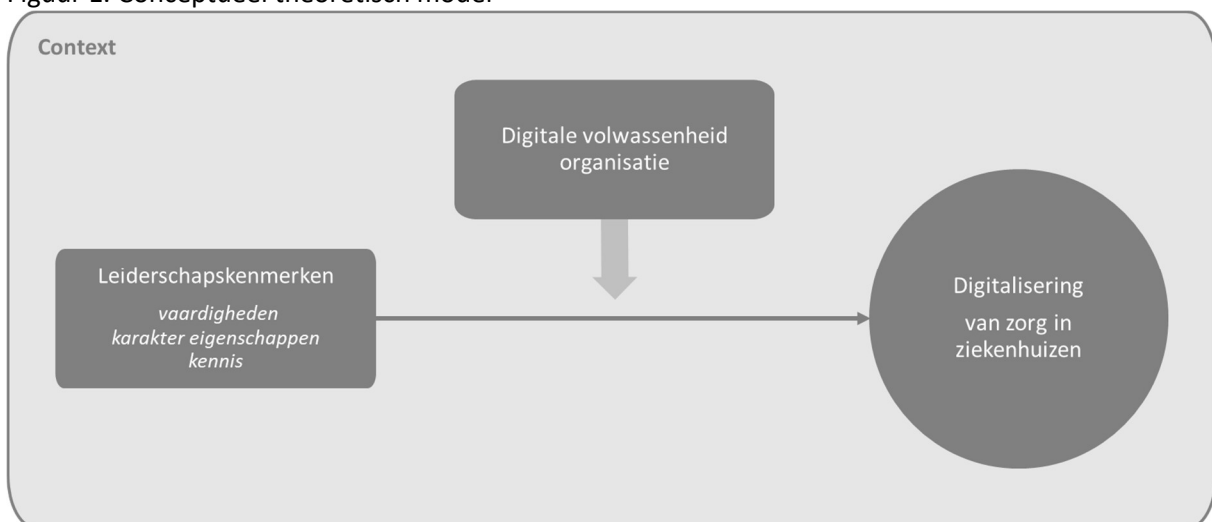 Figuur 1. Conceptueel theoretisch model
Context
Digitale volwassenheid
organisatie
Leiderschapskenmerken
vaardigheden
karakter eigenschappen
kennis
Digitalisering
van zorg in
ziekenhuizen